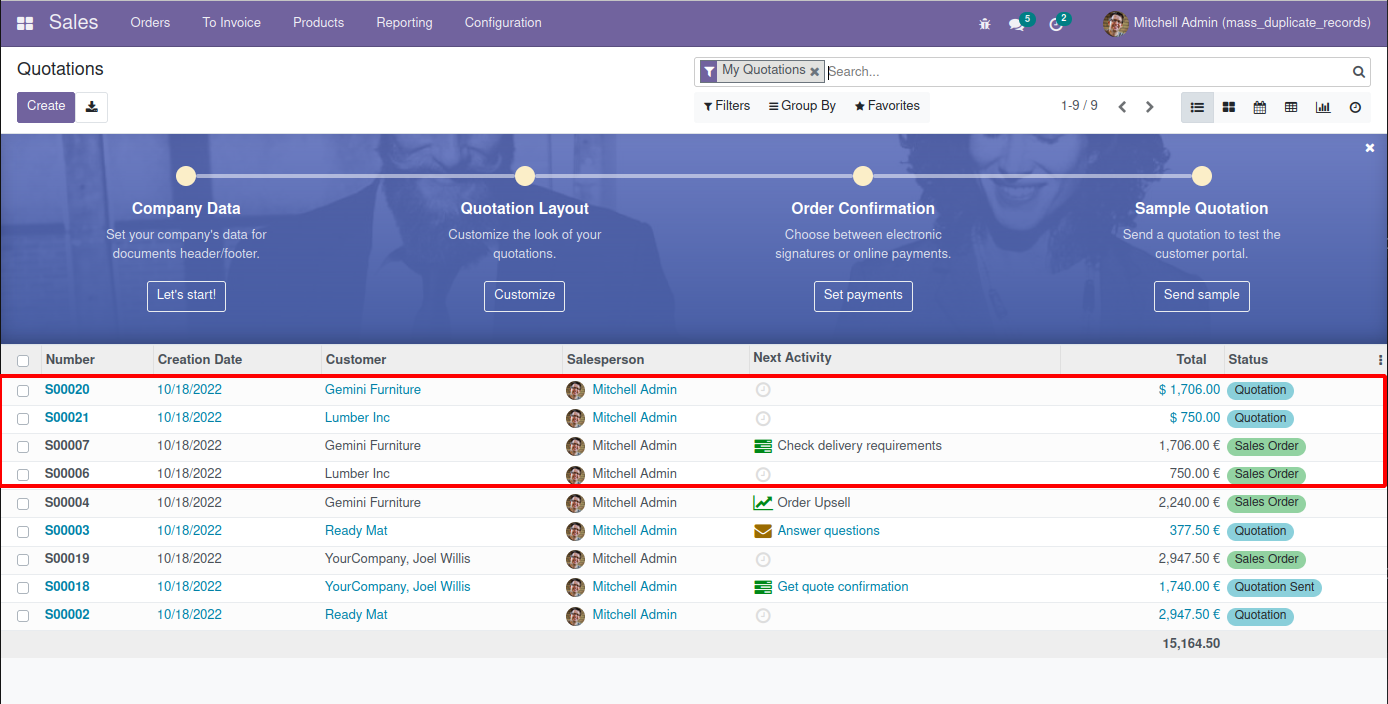 Sales Orders To Invoice Products Reporting Configuration 5 2 Mitchell Admin (mass_duplicate_records)
Quotations
My Quotations Search...
Create
Filters Group By Favorites 1-9 / 9
Company Data Quotation Layout Order Confirmation Sample Quotation
Set your company's data for Customize the look of your Choose between electronic Send a quotation to test the
documents header/footer. quotations. signatures or online payments. customer portal.
Let's start! Customize Set payments Send sample
Number Creation Date Customer Salesperson Next Activity Total Status
S00020 10/18/2022 Gemini Furniture Mitchell Admin $ 1,706.00 Quotation
S00021 10/18/2022 Lumber Inc Mitchell Admin $ 750.00 Quotation
S00007 10/18/2022 Gemini Furniture Mitchell Admin Check delivery requirements 1,706.00 € Sales Order
S00006 10/18/2022 Lumber Inc Mitchell Admin 750.00 € Sales Order
S00004 10/18/2022 Gemini Furniture Mitchell Admin Order Upsell 2,240.00 € Sales Order
S00003 10/18/2022 Ready Mat Mitchell Admin Answer questions 377.50 € Quotation
S00019 10/18/2022 YourCompany, Joel Willis Mitchell Admin 2,947.50 € Sales Order
S00018 10/18/2022 YourCompany, Joel Willis Mitchell Admin Get quote confirmation 1,740.00 € Quotation Sent
S00002 10/18/2022 Ready Mat Mitchell Admin 2,947.50 € Quotation
15,164.50